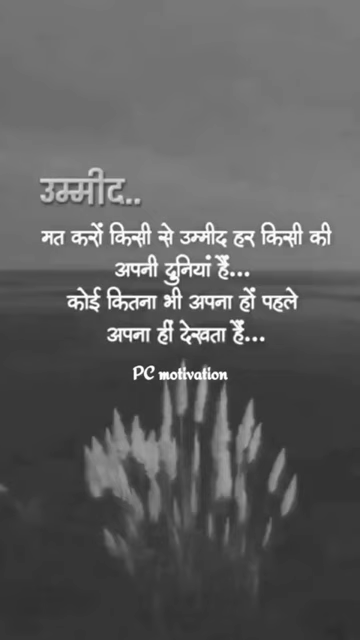 उम्मीद..
मत करों किसी से उम्मीद हर किसी की
अपनी दुनियां हैं...
कोई कितना भी अपना हों पहले
अपना हीं देखता हैं...
PC motivation